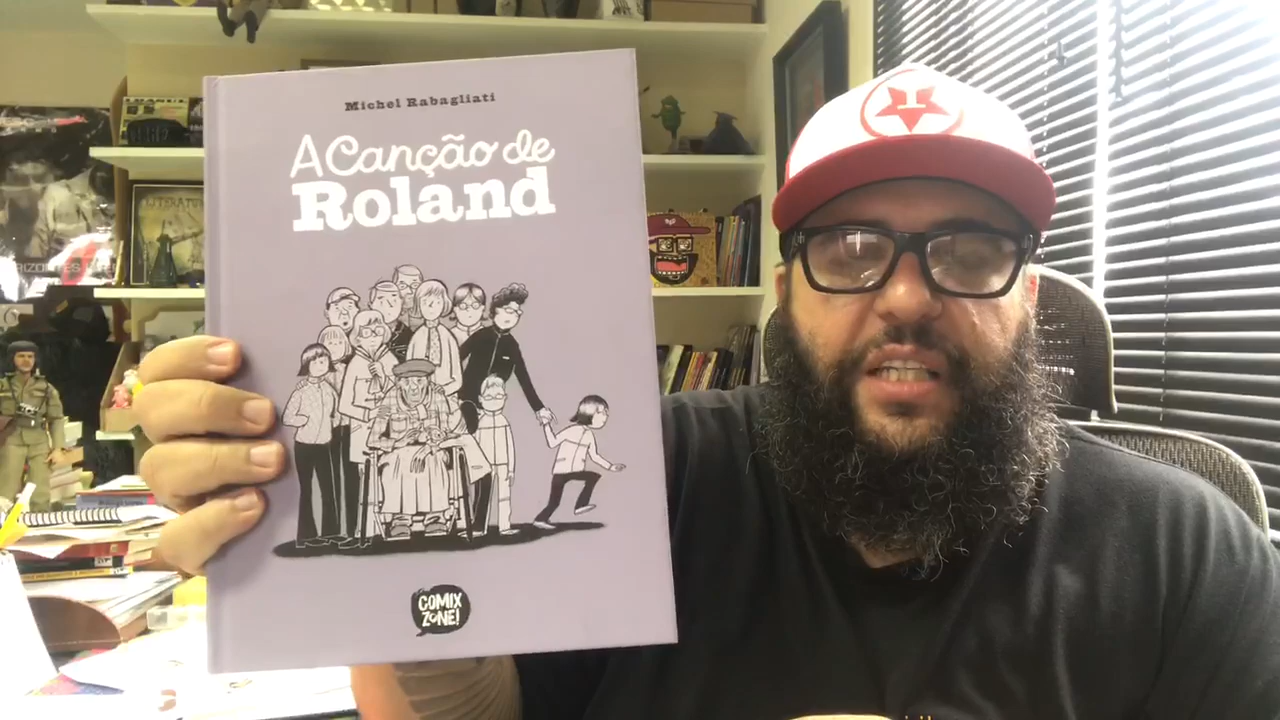 Michel Rabagliati
A Canção de
Roland
COMIX
ZONE!